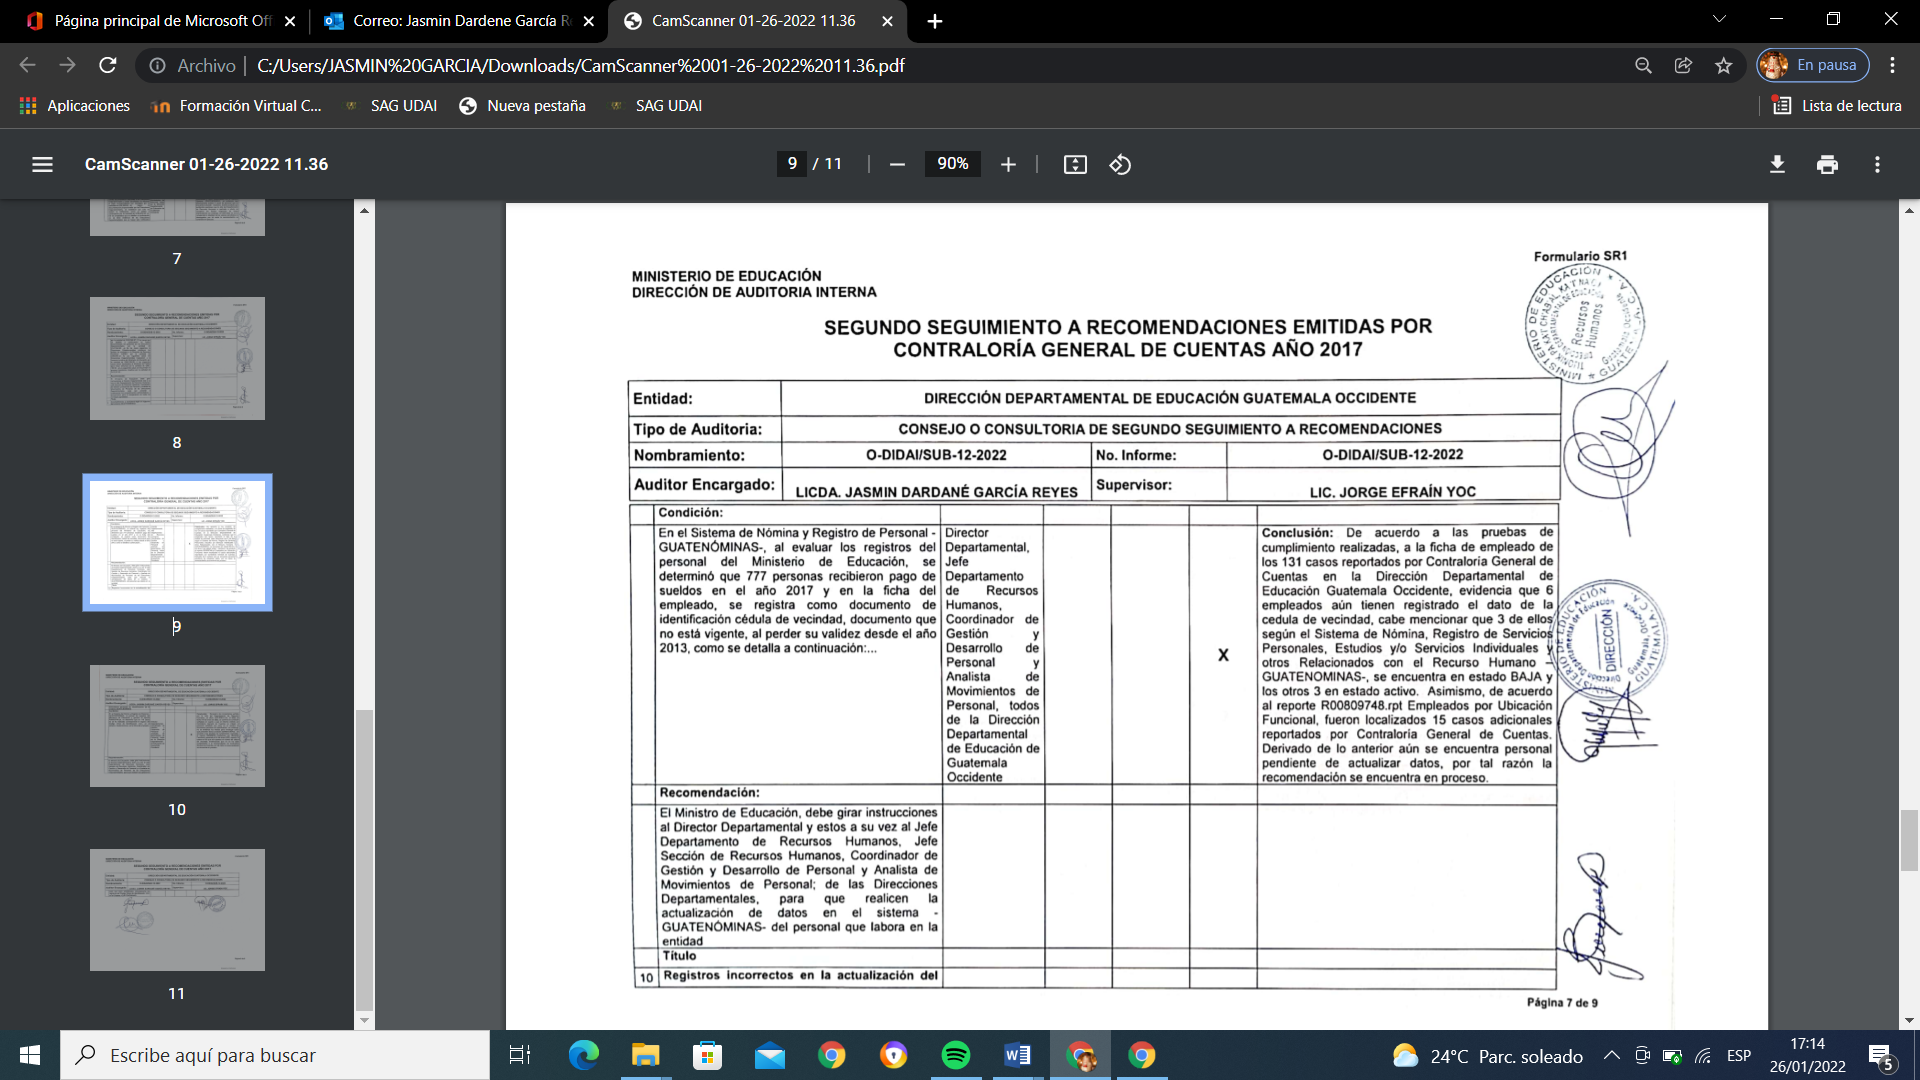 Página principal de Microsoft Off
Correo: Jasmin Dardene García R
CamScanner 01-26-2022 11.36
Archivo
C:/Users/JASMIN%20GARCIA/Downloads/CamScanner%2001-26-2022%2011.36.pdf
En pausa
Aplicaciones
Formación Virtual C...
SAG UDAI
Nueva pestaña
SAG UDAI
Lista de lectura
CamScanner 01-26-2022 11.36
9 / 11
90%
7
8
9
10
11
Formulario SR1
MINISTERIO DE EDUCACIÓN
DIRECCIÓN DE AUDITORIA INTERNA
SEGUNDO SEGUIMIENTO A RECOMENDACIONES EMITIDAS POR
CONTRALORÍA GENERAL DE CUENTAS AÑO 2017
Entidad: DIRECCIÓN DEPARTAMENTAL DE EDUCACIÓN GUATEMALA OCCIDENTE
Tipo de Auditoria: CONSEJO O CONSULTORIA DE SEGUNDO SEGUIMIENTO A RECOMENDACIONES
Nombramiento: O-DIDAI/SUB-12-2022 No. Informe: O-DIDAI/SUB-12-2022
Auditor Encargado: LICDA. JASMIN DARDANÉ GARCÍA REYES Supervisor: LIC. JORGE EFRAÍN YOC
Condición:
En el Sistema de Nómina y Registro de Personal -
GUATENÓMINAS-, al evaluar los registros del
personal del Ministerio de Educación, se
determinó que 777 personas recibieron pago de
sueldos en el año 2017 y en la ficha del
empleado, se registra como documento de
identificación cédula de vecindad, documento que
no está vigente, al perder su validez desde el año
2013, como se detalla a continuación:...
Director
Departamental,
Jefe
Departamento
de Recursos
Humanos,
Coordinador de
Gestión y
Desarrollo de
Personal y
Analista de
Movimientos de
Personal, todos
de la Dirección
Departamental
de Educación de
Guatemala
Occidente
X
Conclusión: De acuerdo a las pruebas de
cumplimiento realizadas, a la ficha de empleado de
los 131 casos reportados por Contraloría General de
Cuentas en la Dirección Departamental de
Educación Guatemala Occidente, evidencia que 6
empleados aún tienen registrado el dato de la
cedula de vecindad, cabe mencionar que 3 de ellos
según el Sistema de Nómina, Registro de Servicios
Personales, Estudios y/o Servicios Individuales y
otros Relacionados con el Recurso Humano –
GUATENOMINAS-, se encuentra en estado BAJA y
los otros 3 en estado activo. Asimismo, de acuerdo
al reporte R00809748.rpt Empleados por Ubicación
Funcional, fueron localizados 15 casos adicionales
reportados por Contraloría General de Cuentas.
Derivado de lo anterior aún se encuentra personal
pendiente de actualizar datos, por tal razón la
recomendación se encuentra en proceso.
Recomendación:
El Ministro de Educación, debe girar instrucciones
al Director Departamental y estos a su vez al Jefe
Departamento de Recursos Humanos, Jefe
Sección de Recursos Humanos, Coordinador de
Gestión y Desarrollo de Personal y Analista de
Movimientos de Personal; de las Direcciones
Departamentales, para que realicen la
actualización de datos en el sistema -
GUATENÓMINAS- del personal que labora en la
entidad
Título
10 Registros incorrectos en la actualización del
Página 7 de 9
MINISTERIO DE EDUCACIÓN
Recursos
Humanos
DIRECCIÓN
Escribe aquí para buscar
24°C Parc. soleado
ESP
17:14
26/01/2022
5